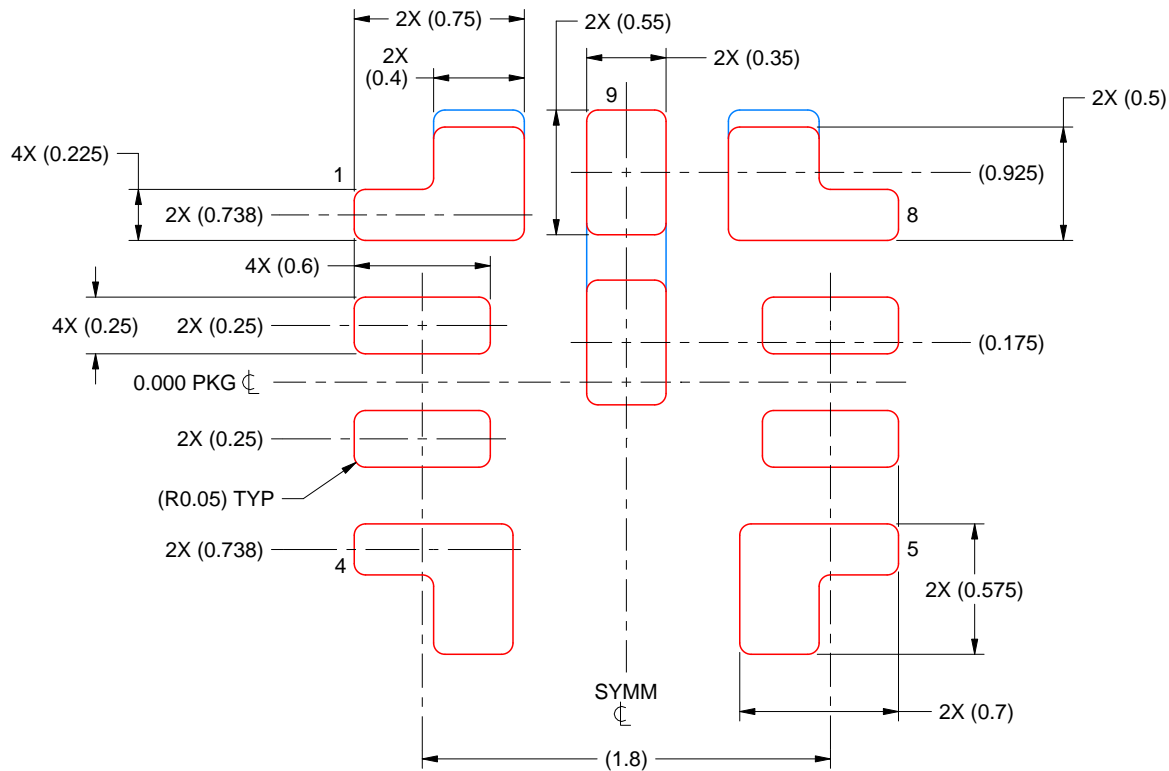 2X (0.75)
2X (0.55)
2X
(0.4)
2X (0.35)
9
2X (0.5)
4X (0.225)
1
(0.925)
2X (0.738)
8
4X (0.6)
4X (0.25)
2X (0.25)
(0.175)
0.000 PKG ℄
2X (0.25)
(R0.05) TYP
2X (0.738)
4
5
2X (0.575)
SYMM
℄
2X (0.7)
(1.8)